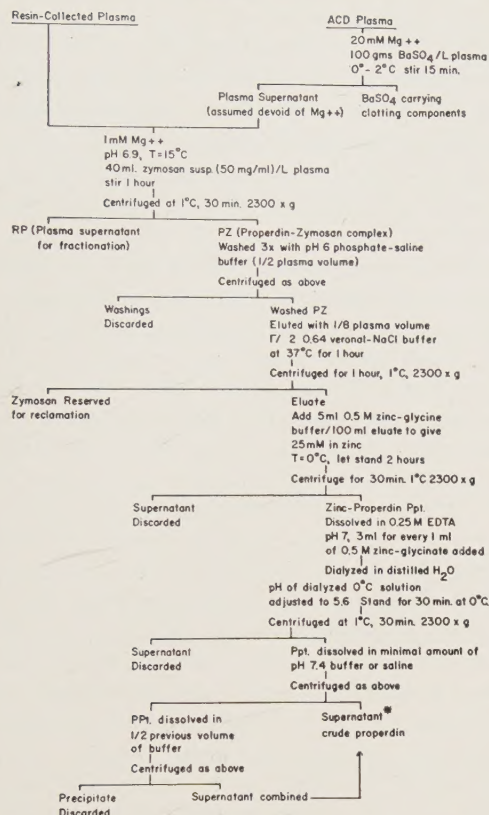 Resin-Collected Plasma
ACD Plasma
20mM Mg++
100gms BaSO4/L plasma
0°- 2°C stir 15 min.
Plasma Supernatant
(assumed devoid of Mg++)
BaSO4 carrying
clotting components
1mM Mg++
pH 6.9, T=15°C
40ml. zymosan susp. (50 mg/ml)/L plasma
stir 1 hour
Centrifuged at 1°C, 30 min. 2300 x g
RP (Plasma supernatant
for fractionation)
PZ (Properdin-Zymosan complex)
Washed 3x with pH 6 phosphate-saline
buffer (1/2 plasma volume)
Centrifuged as above
Washings
Discarded
Washed PZ
Eluted with 1/8 plasma volume
Γ/ 2 0.64 veronal-NaCl buffer
at 37°C for 1 hour
Centrifuged for 1 hour, 1°C, 2300 x g
Zymosan Reserved
for reclamation
Eluate
Add 5ml 0.5 M zinc-glycine
buffer/100 ml eluate to give
25mM in zinc
T=0°C, let stand 2 hours
Centrifuge for 30min. 1°C 2300 x g
Supernatant
Discarded
Zinc-Properdin Ppt.
Dissolved in 0.25M EDTA
pH 7, 3ml for every 1 ml
of 0.5 M zinc-glycinate added
Dialyzed in distilled H2O
pH of dialyzed 0°C solution
adjusted to 5.6 Stand for 30 min. at 0°C.
Centrifuged at 1°C, 30 min. 2300 x g
Supernatant
Discarded
Ppt. dissolved in minimal amount of
pH 7.4 buffer or saline
Centrifuged as above
PPt. dissolved in
1/2 previous volume
of buffer
Supernatant*
crude properdin
Centrifuged as above
Precipitate
Discarded
Supernatant combined